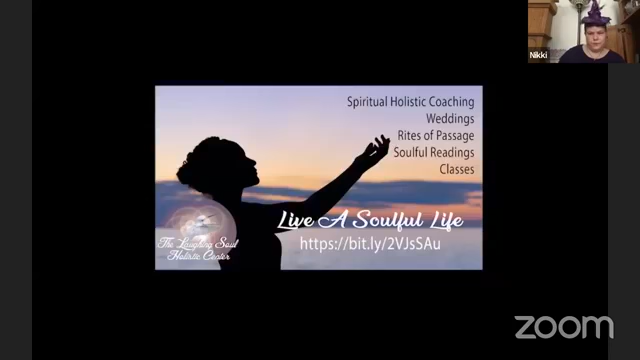 Nikki
Spiritual Holistic Coaching
Weddings
Rites of Passage
Soulful Readings
Classes
Live A Soulful Life
https://bit.ly/2VJsSAu
The Laughing Soul
Holistic Center
zoom